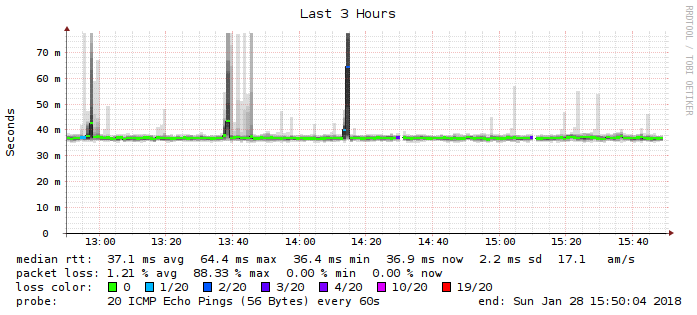 Last 3 Hours
RRDTOOL / TOBI OETIKER
Seconds
70 m
60 m
50 m
40 m
30 m
20 m
10 m
0
13:00 13:20 13:40 14:00 14:20 14:40 15:00 15:20 15:40
median rtt: 37.1 ms avg 64.4 ms max 36.4 ms min 36.9 ms now 2.2 ms sd 17.1 am/s
packet loss: 1.21 % avg 88.33 % max 0.00 % min 0.00 % now
loss color: 0 1/20 2/20 3/20 4/20 10/20 19/20
probe: 20 ICMP Echo Pings (56 Bytes) every 60s end: Sun Jan 28 15:50:04 2018